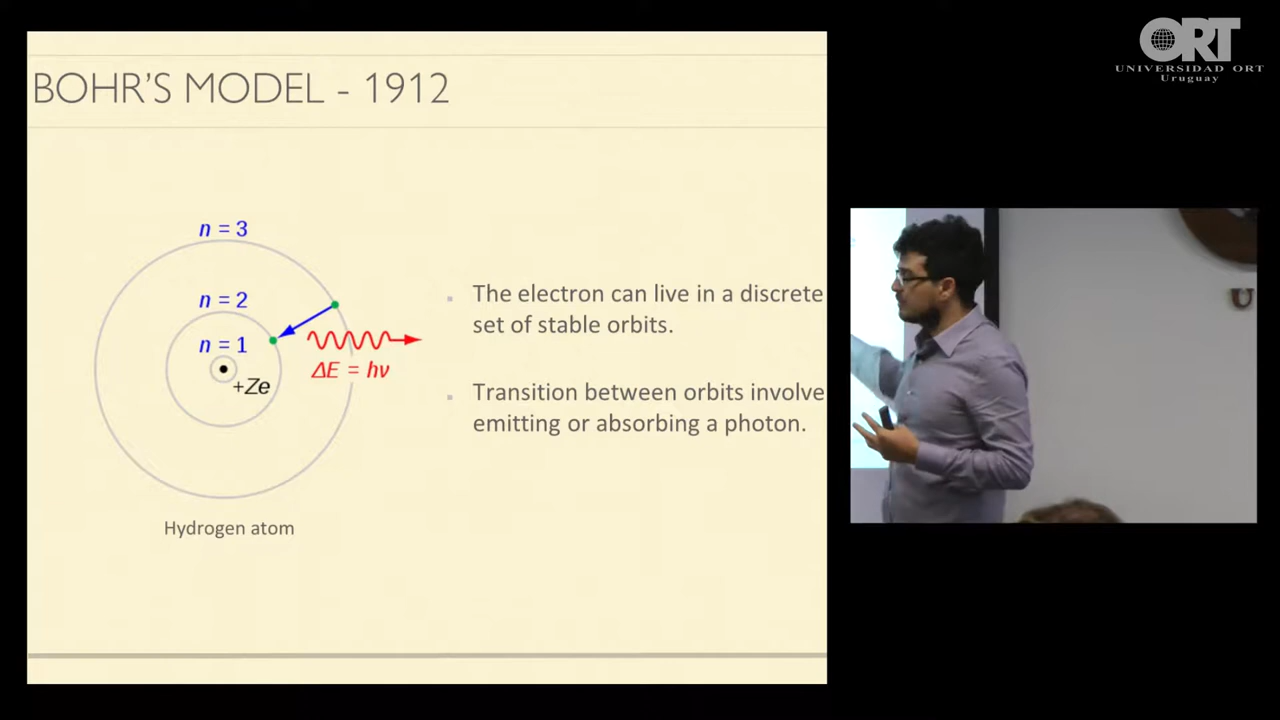 BOHR'S MODEL - 1912
n = 3
n = 2
n = 1
+Ze
ΔE = hν
Hydrogen atom
The electron can live in a discrete
set of stable orbits.
Transition between orbits involve
emitting or absorbing a photon.
ORT
UNIVERSIDAD ORT
Uruguay
U